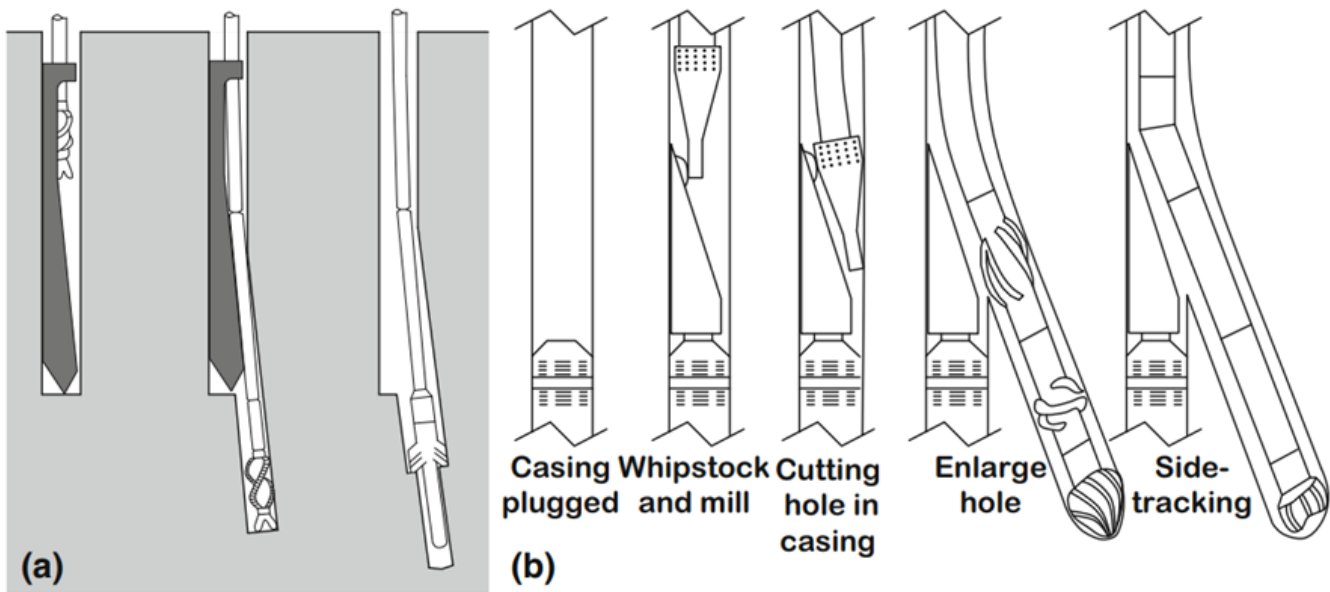 (a)
(b)
Casing
plugged
Whipstock
and mill
Cutting
hole in
casing
Enlarge
hole
Side-
tracking